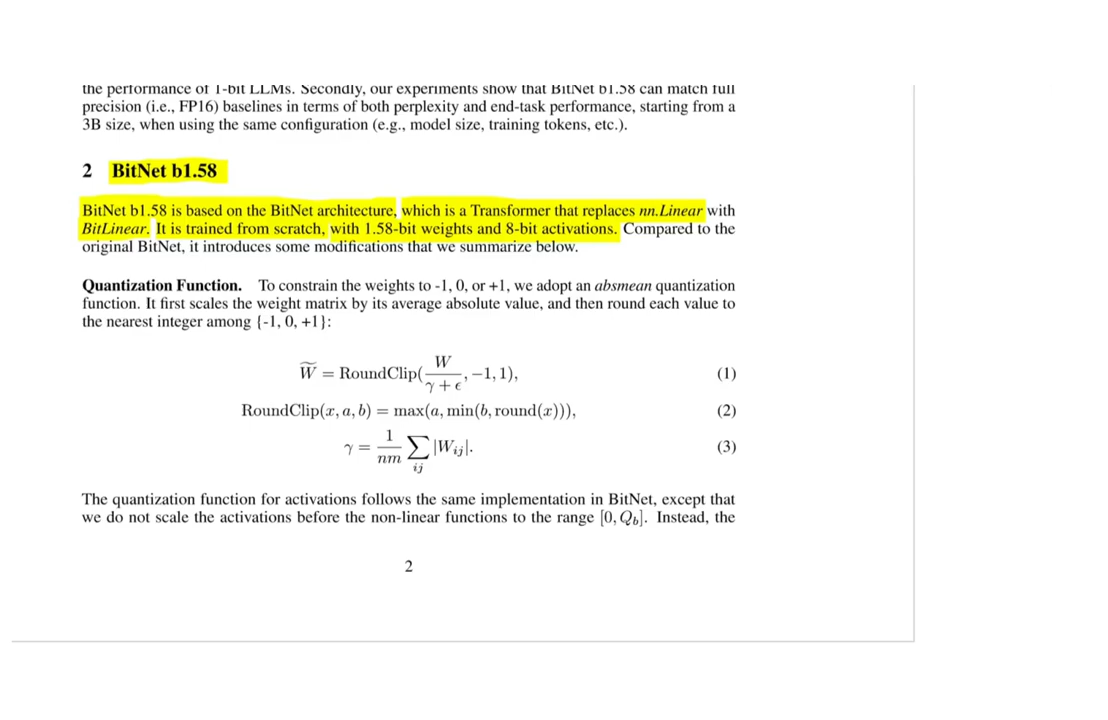 the performance of 1-bit LLMs. Secondly, our experiments show that BitNet b1.58 can match full
precision (i.e., FP16) baselines in terms of both perplexity and end-task performance, starting from a
3B size, when using the same configuration (e.g., model size, training tokens, etc.).
2 BitNet b1.58
BitNet b1.58 is based on the BitNet architecture, which is a Transformer that replaces nn.Linear with
BitLinear. It is trained from scratch, with 1.58-bit weights and 8-bit activations. Compared to the
original BitNet, it introduces some modifications that we summarize below.
Quantization Function. To constrain the weights to -1, 0, or +1, we adopt an absmean quantization
function. It first scales the weight matrix by its average absolute value, and then round each value to
the nearest integer among {-1, 0, +1}:
W̃ = RoundClip(W/(γ + ϵ), −1, 1), (1)
RoundClip(x, a, b) = max(a, min(b, round(x))), (2)
γ = 1/nm ∑ij |Wij|. (3)
The quantization function for activations follows the same implementation in BitNet, except that
we do not scale the activations before the non-linear functions to the range [0, Qb]. Instead, the
2